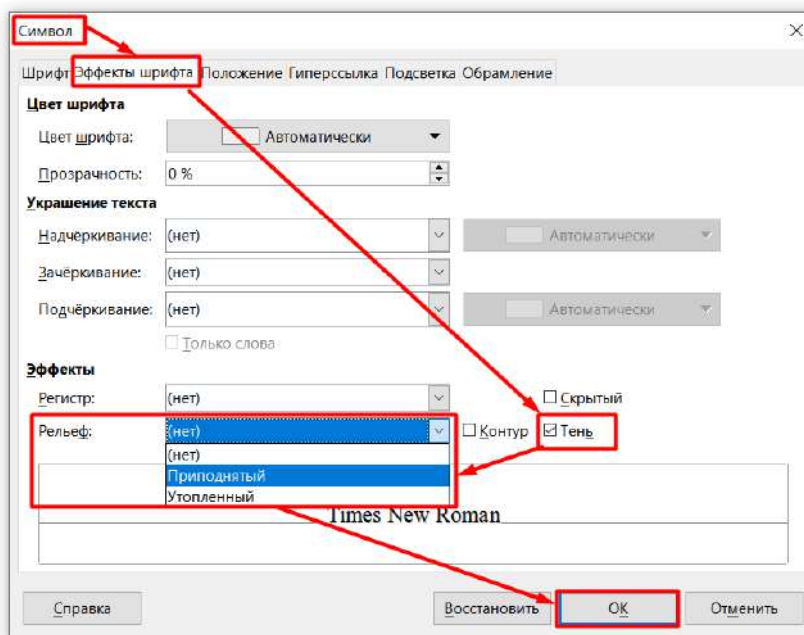 Символ
Шрифт Эффекты шрифта Положение Гиперссылка Подсветка Обрамление
Цвет шрифта
Цвет шрифта: Автоматически
Прозрачность: 0 %
Украшение текста
Надчёркивание: (нет) Автоматически
Зачёркивание: (нет)
Подчёркивание: (нет) Автоматически
Только слова
Эффекты
Регистр: (нет) Скрытый
Рельеф: (нет) Контур Тень
(нет)
Приподнятый
Утопленный
Times New Roman
Справка Восстановить ОК Отменить